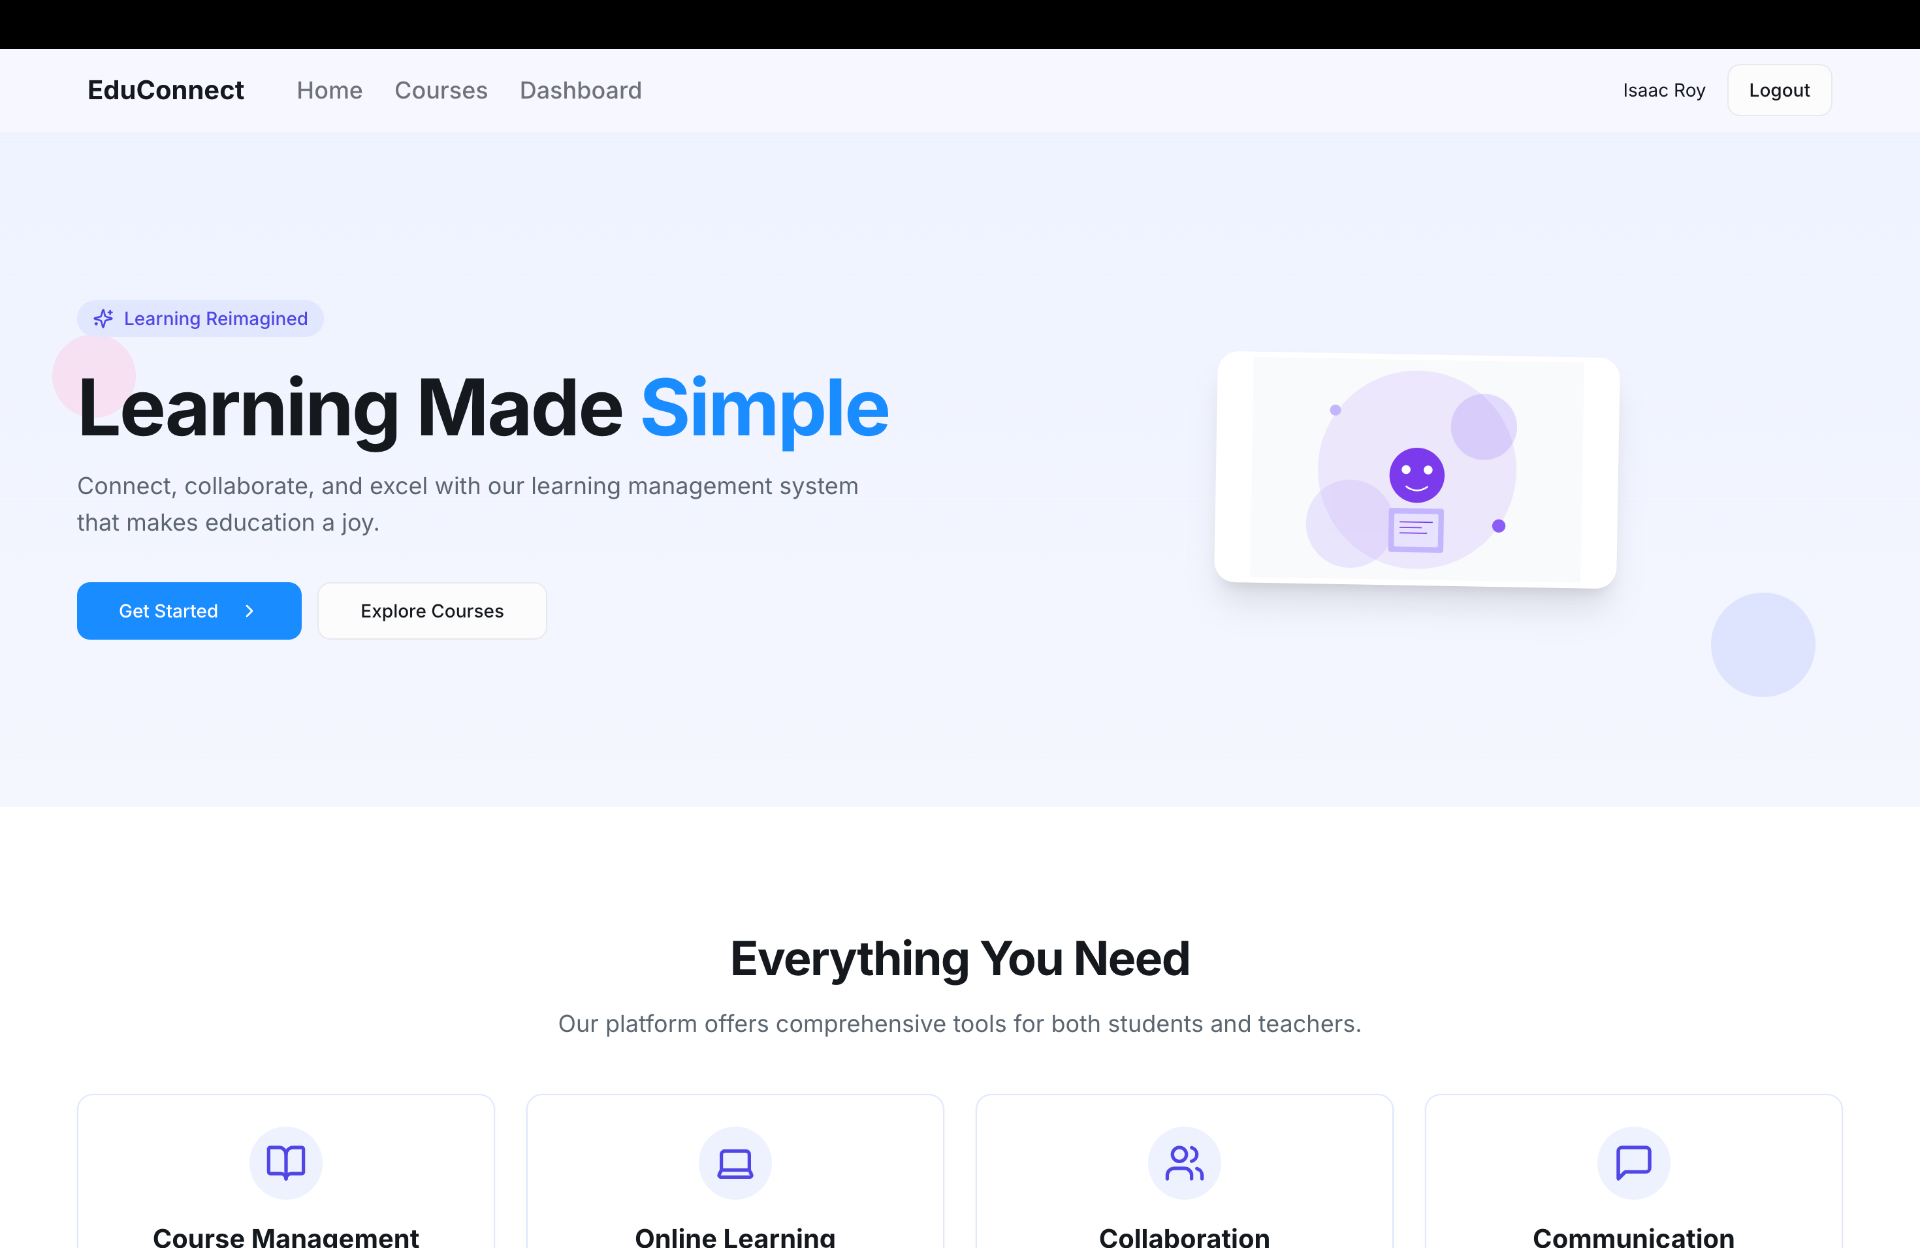 EduConnect
Home
Courses
Dashboard
Isaac Roy
Logout
Learning Reimagined
Learning Made Simple
Connect, collaborate, and excel with our learning management system
that makes education a joy.
Get Started
Explore Courses
Everything You Need
Our platform offers comprehensive tools for both students and teachers.
Course Management
Online Learning
Collaboration
Communication